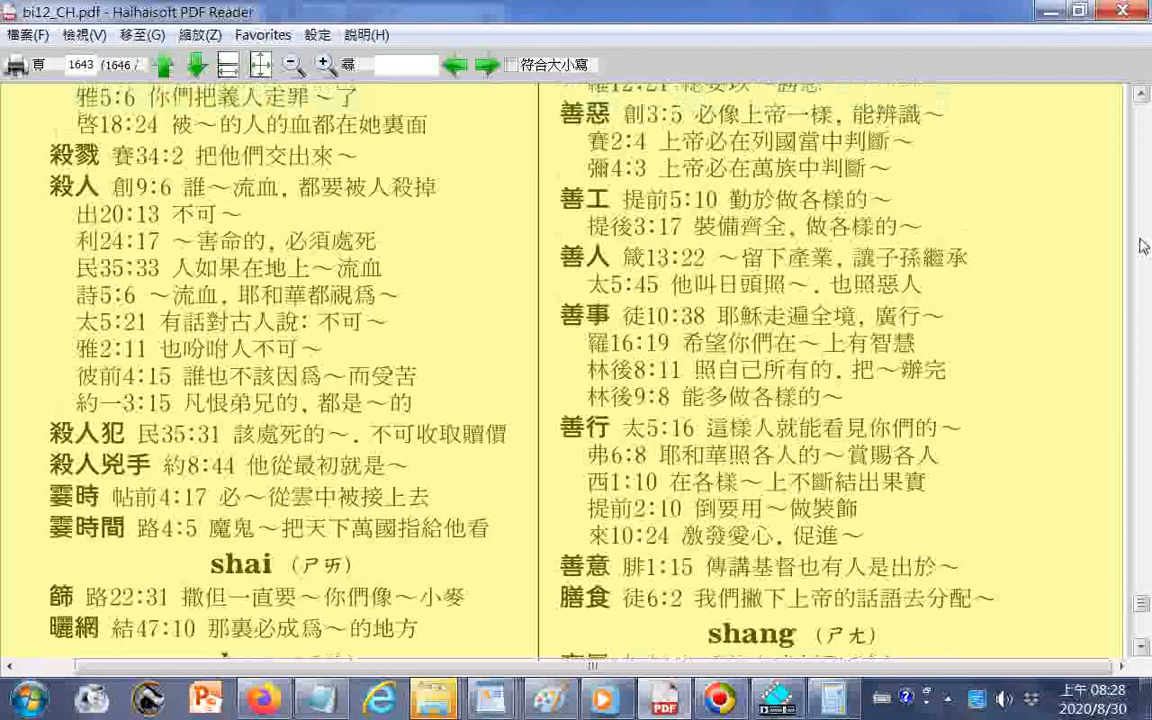 bi12_CH.pdf - Haihaisoft PDF Reader
檔案(F) 檢視(V) 移至(G) 縮放(Z) Favorites 設定 說明(H)
頁 1643 (1646 / 尋 符合大小寫
雅5:6 你們把義人定罪～了
啓18:24 被～的人的血都在她裏面
殺戮 賽34:2 把他們交出來～
殺人 創9:6 誰～流血, 都要被人殺掉
出20:13 不可～
利24:17 ～害命的, 必須處死
民35:33 人如果在地上～流血
詩5:6 ～流血, 耶和華都視爲～
太5:21 有話對古人說: 不可～
雅2:11 也吩咐人不可～
彼前4:15 誰也不該因爲～而受苦
約一3:15 凡恨弟兄的, 都是～的
殺人犯 民35:31 該處死的～, 不可收取贖價
殺人兇手 約8:44 他從最初就是～
霎時 帖前4:17 必～從雲中被接上去
霎時間 路4:5 魔鬼～把天下萬國指給他看
shai (ㄕㄞ)
篩 路22:31 撒但一直要～你們像～小麥
曬網 結47:10 那裏必成爲～的地方
善惡 創3:5 必像上帝一樣, 能辨識～
賽2:4 上帝必在列國當中判斷～
彌4:3 上帝必在萬族中判斷～
善工 提前5:10 勤於做各樣的～
提後3:17 裝備齊全, 做各樣的～
善人 箴13:22 ～留下產業, 讓子孫繼承
太5:45 他叫日頭照～, 也照惡人
善事 徒10:38 耶穌走遍全境, 廣行～
羅16:19 希望你們在～上有智慧
林後8:11 照自己所有的, 把～辦完
林後9:8 能多做各樣的～
善行 太5:16 這樣人就能看見你們的～
弗6:8 耶和華照各人的～賞賜各人
西1:10 在各樣～上不斷結出果實
提前2:10 倒要用～做裝飾
來10:24 激發愛心, 促進～
善意 腓1:15 傳講基督也有人是出於～
膳食 徒6:2 我們撇下上帝的話語去分配～
shang (ㄕㄤ)
上午 08:28
2020/8/30